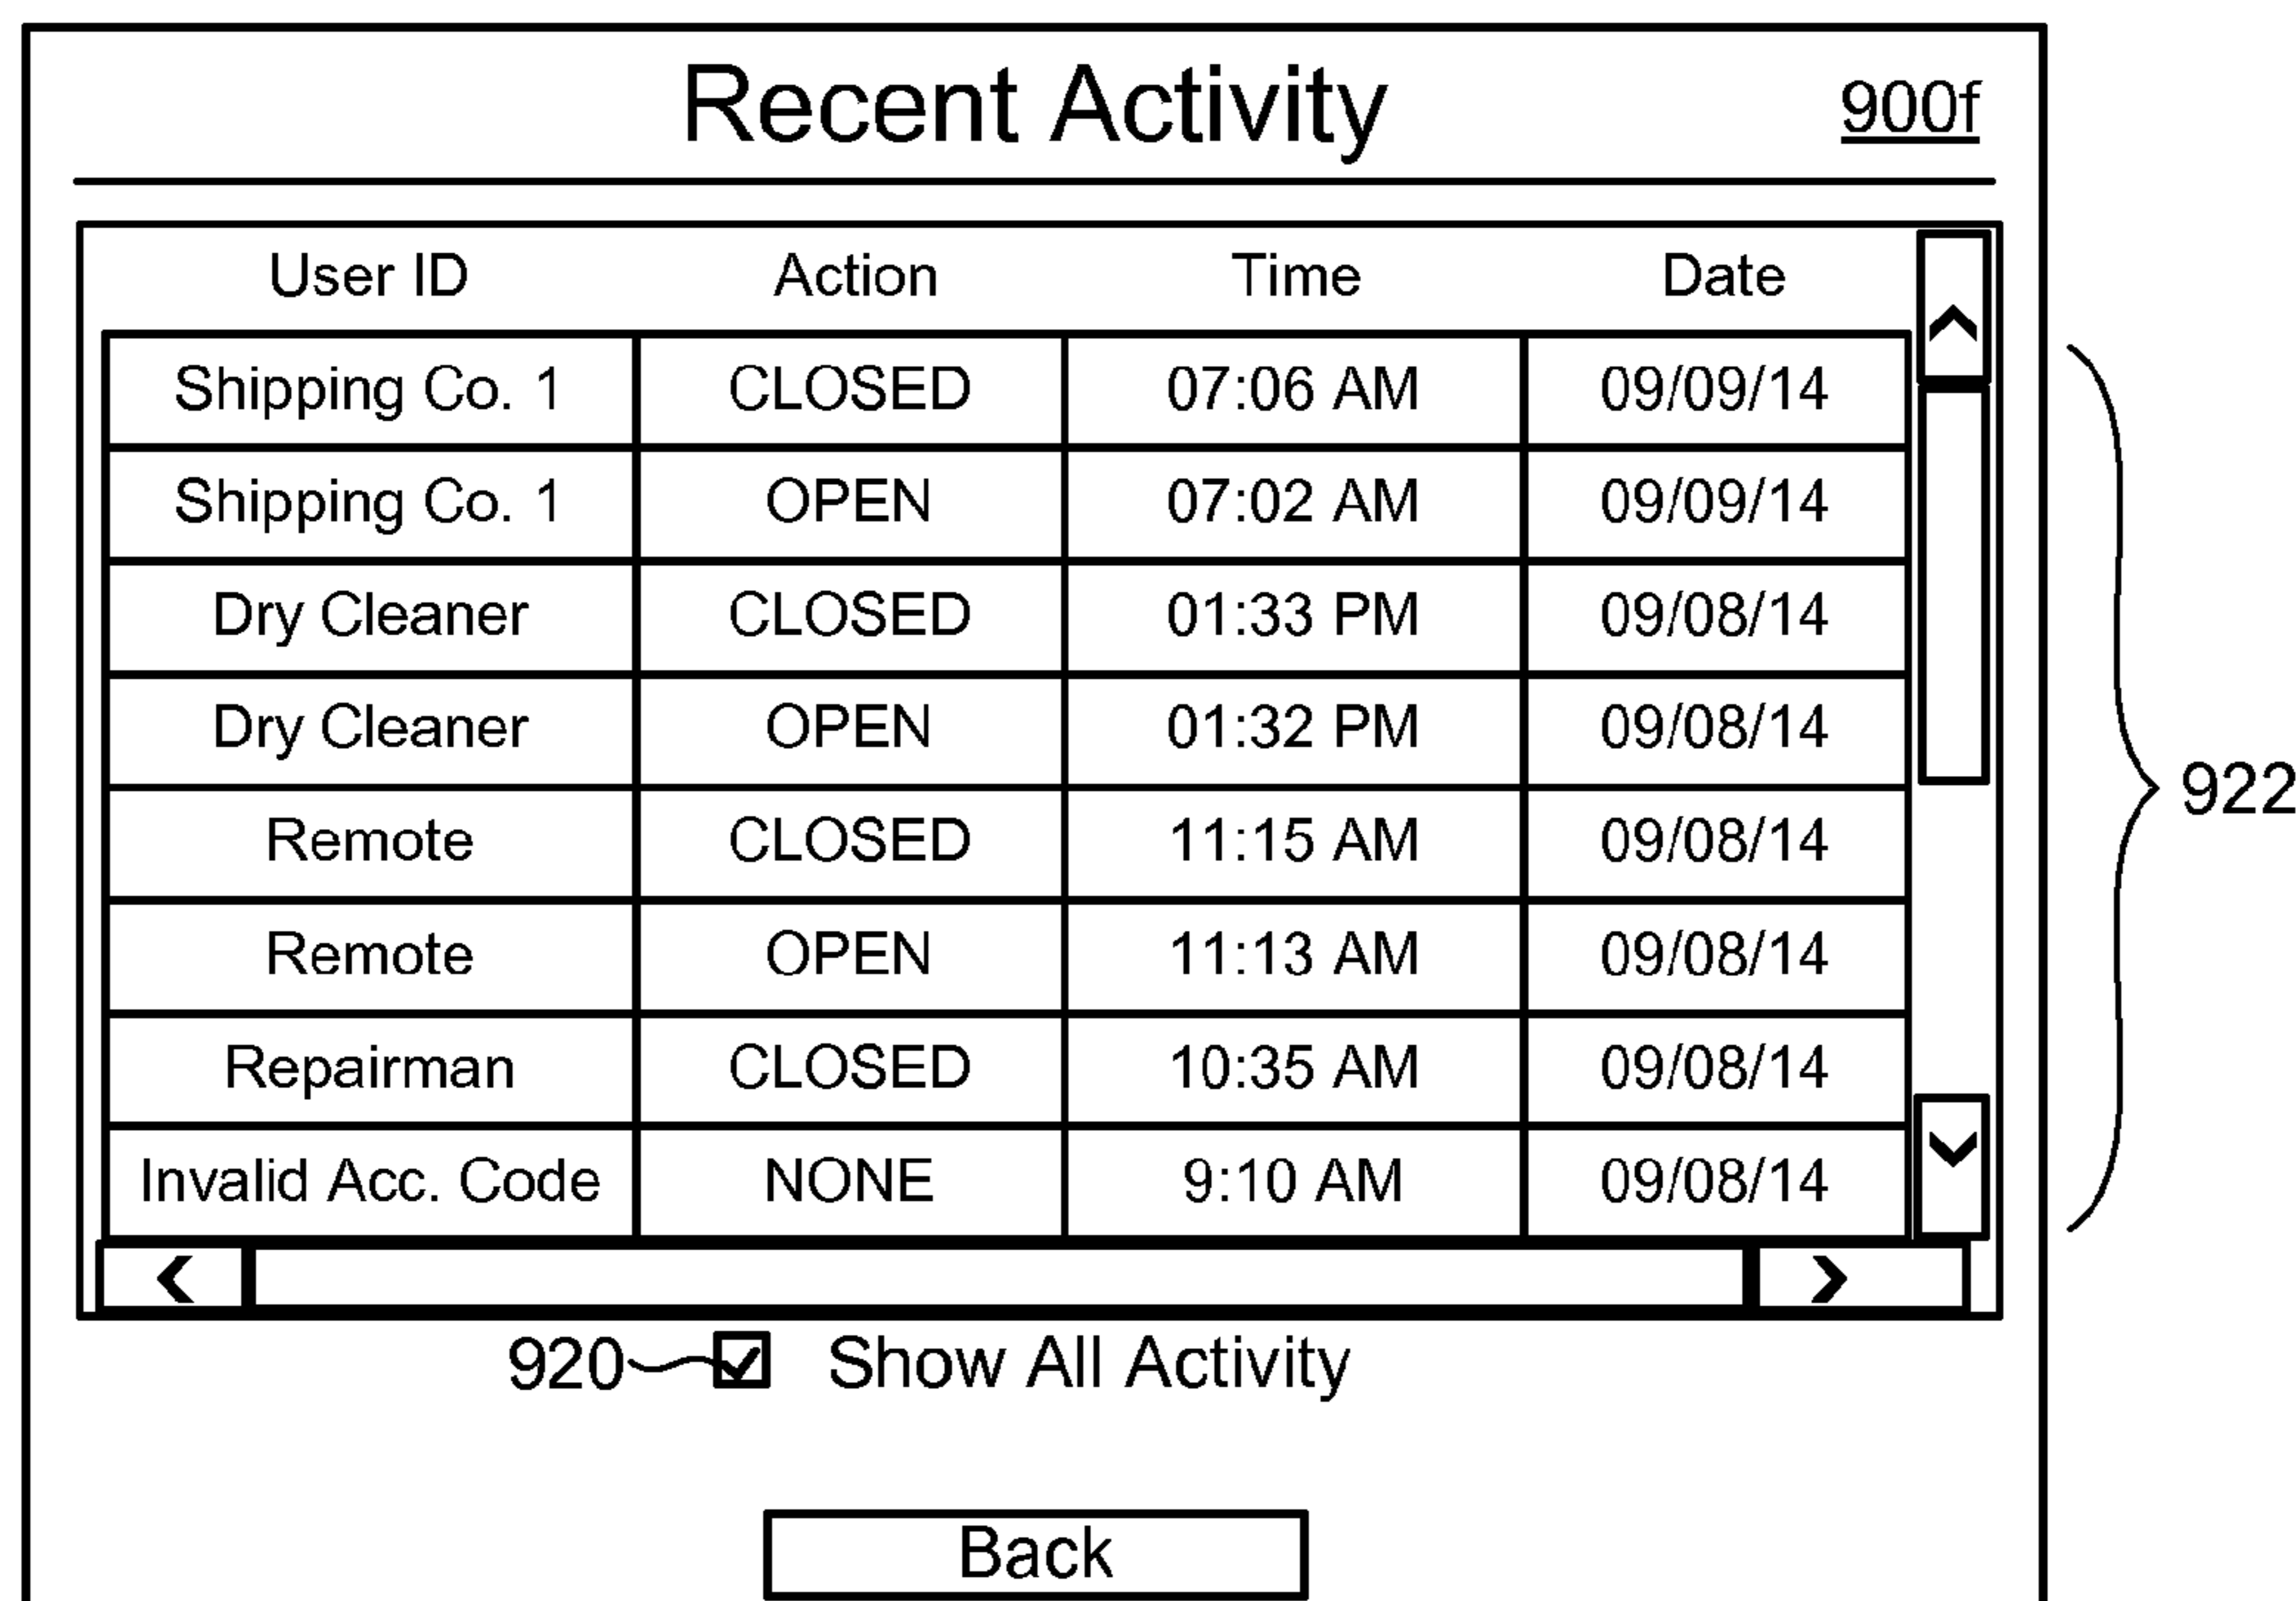 Recent Activity 900f
User ID Action Time Date
Shipping Co. 1 CLOSED 07:06 AM 09/09/14
Shipping Co. 1 OPEN 07:02 AM 09/09/14
Dry Cleaner CLOSED 01:33 PM 09/08/14
Dry Cleaner OPEN 01:32 PM 09/08/14
Remote CLOSED 11:15 AM 09/08/14
Remote OPEN 11:13 AM 09/08/14
Repairman CLOSED 10:35 AM 09/08/14
Invalid Acc. Code NONE 9:10 AM 09/08/14
922
920 Show All Activity
Back